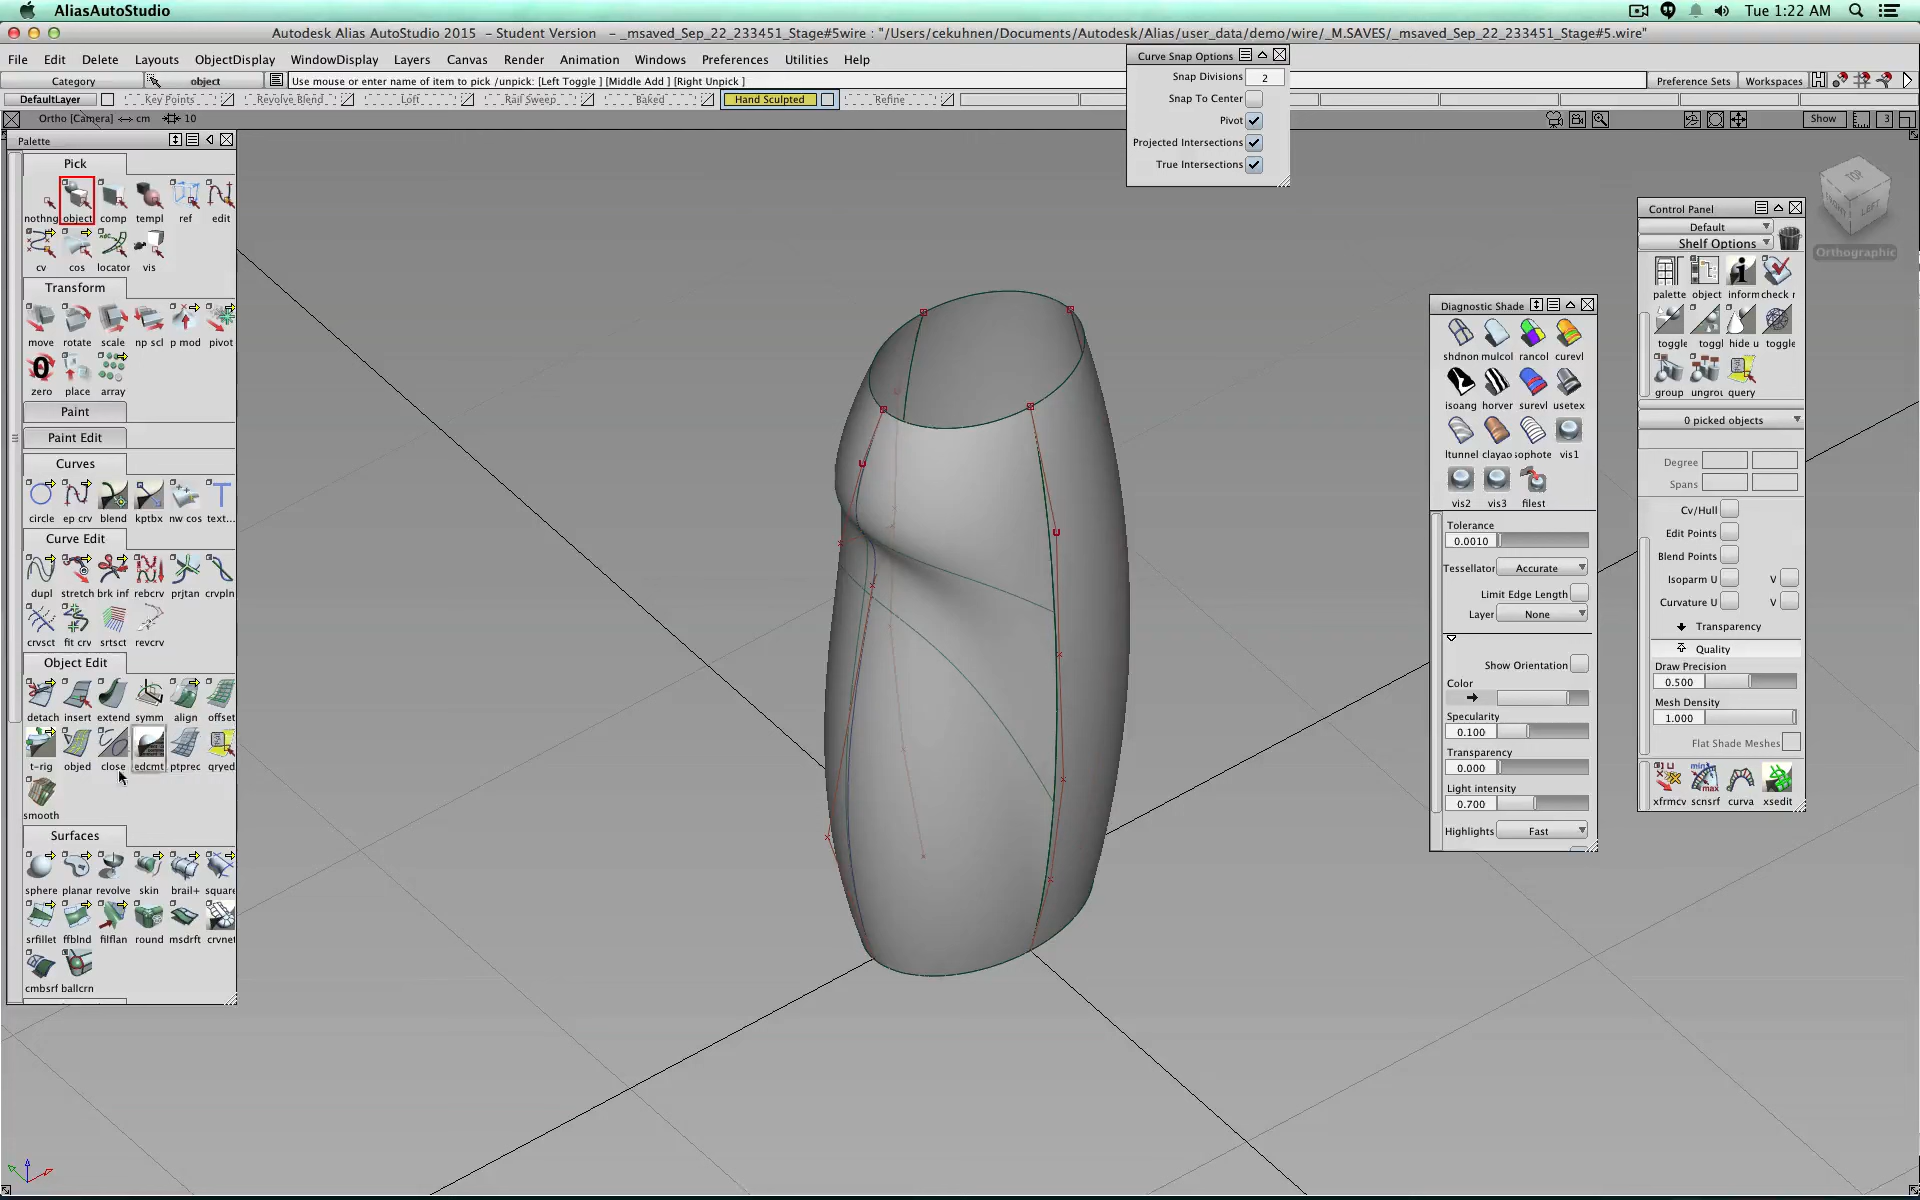 AliasAutoStudio
Tue 1:22 AM
Autodesk Alias AutoStudio 2015 - Student Version - _msaved_Sep_22_233451_Stage#5wire : "/Users/cekuhnen/Documents/Autodesk/Alias/user_data/demo/wire/_M.SAVES/_msaved_Sep_22_233451_Stage#5.wire"
File Edit Delete Layouts ObjectDisplay WindowDisplay Layers Canvas Render Animation Windows Preferences Utilities Help
Category object Use mouse or enter name of item to pick /unpick: [Left Toggle ] [Middle Add ] [Right Unpick ] Preference Sets Workspaces
DefaultLayer Key Points Revolve Blend Loft Rail Sweep Baked Hand Sculpted Refine
Ortho [Camera] cm 10 Show 3
Curve Snap Options
Snap Divisions 2
Snap To Center
Pivot
Projected Intersections
True Intersections
Palette
Pick
nothng object comp templ ref edit
cv cos locator vis
Transform
move rotate scale np scl p mod pivot
0
zero place array
Paint
Paint Edit
Curves
T
circle ep crv blend kptbx nw cos text...
Curve Edit
dupl stretch brk inf rebcrv prjtan crvpln
crvsct fit crv srtsct revcrv
Object Edit
detach insert extend symm align offset
t-rig objed close edcmt ptprec qryed
smooth
Surfaces
sphere planar revolve skin brail+ square
srfillet ffblnd filflan round msdrft crvnet
cmbsrf ballcrn
TOP
FRONT LEFT
Orthographic
Diagnostic Shade
shdnon mulcol rancol curevl
isoang horver surevl usetex
ltunnel clayao sophote vis1
vis2 vis3 filest
Tolerance
0.0010
Tessellator Accurate
Limit Edge Length
Layer None
Show Orientation
Color
Specularity
0.100
Transparency
0.000
Light intensity
0.700
Highlights Fast
Control Panel
Default
Shelf Options
palette object inform check r
toggle toggl hide u toggle
group ungrou query
0 picked objects
Degree
Spans
Cv/Hull
Edit Points
Blend Points
Isoparm U V
Curvature U V
Transparency
Quality
Draw Precision
0.500
Mesh Density
1.000
Flat Shade Meshes
xfrmcv scnsrf curva xsedit